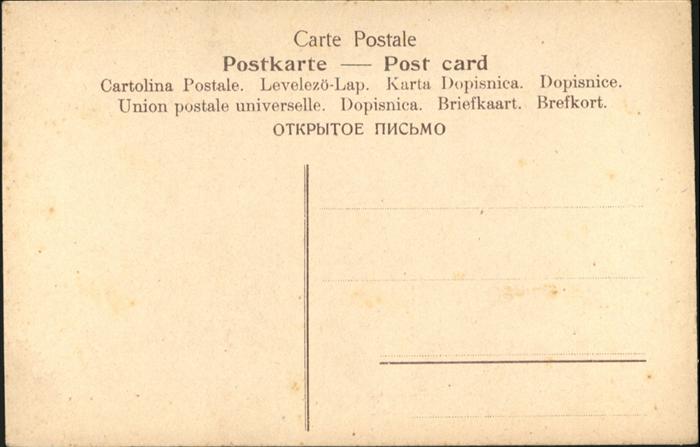 Carte Postale
Postkarte — Post card
Cartolina Postale. Levelező-Lap. Karta Dopisnica. Dopisnice.
Union postale universelle. Dopisnica. Briefkaart. Brefkort.
ОТКРЫТОЕ ПИСЬМО